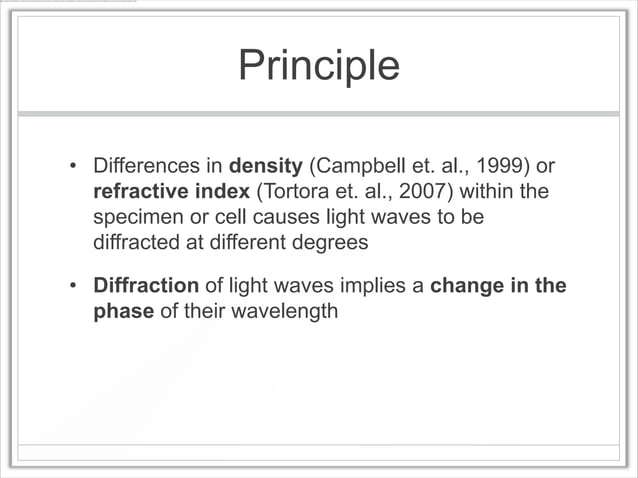 Principle
• Differences in density (Campbell et. al., 1999) or
refractive index (Tortora et. al., 2007) within the
specimen or cell causes light waves to be
diffracted at different degrees
• Diffraction of light waves implies a change in the
phase of their wavelength